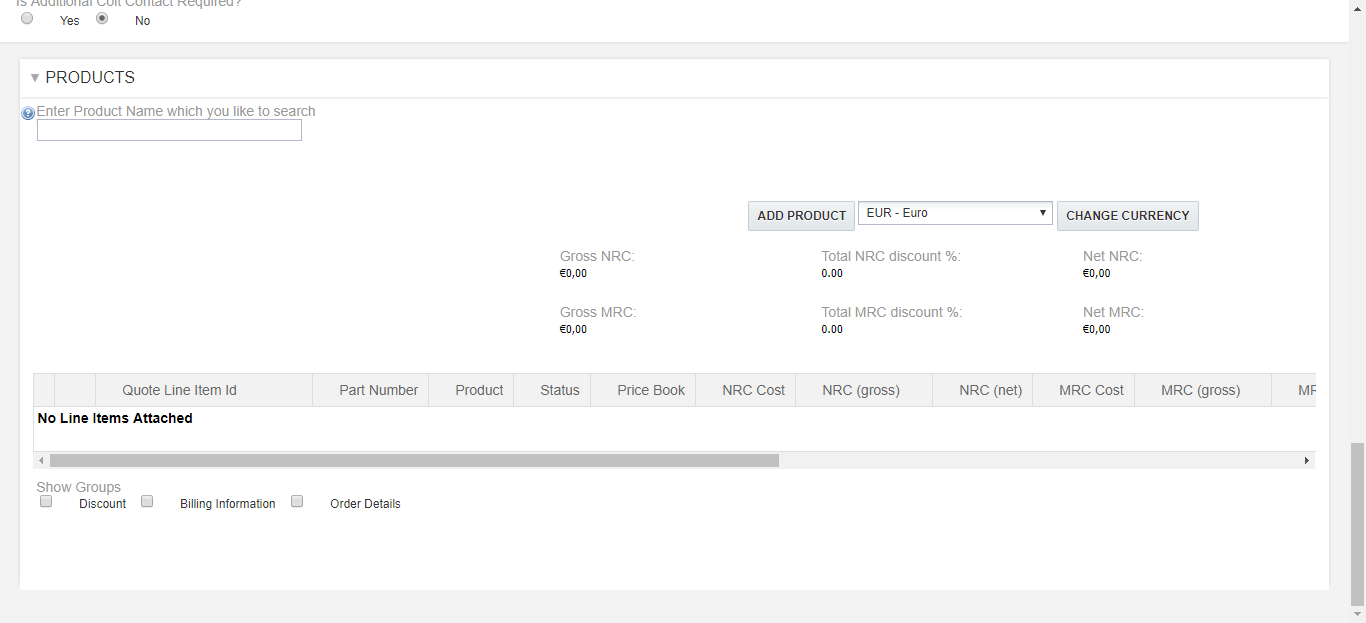 Is Additional Colt Contact Required?
Yes No
PRODUCTS
Enter Product Name which you like to search
ADD PRODUCT EUR - Euro CHANGE CURRENCY
Gross NRC: Total NRC discount %: Net NRC:
€0,00 0.00 €0,00
Gross MRC: Total MRC discount %: Net MRC:
€0,00 0.00 €0,00
Quote Line Item Id Part Number Product Status Price Book NRC Cost NRC (gross) NRC (net) MRC Cost MRC (gross)
No Line Items Attached
Show Groups
Discount Billing Information Order Details